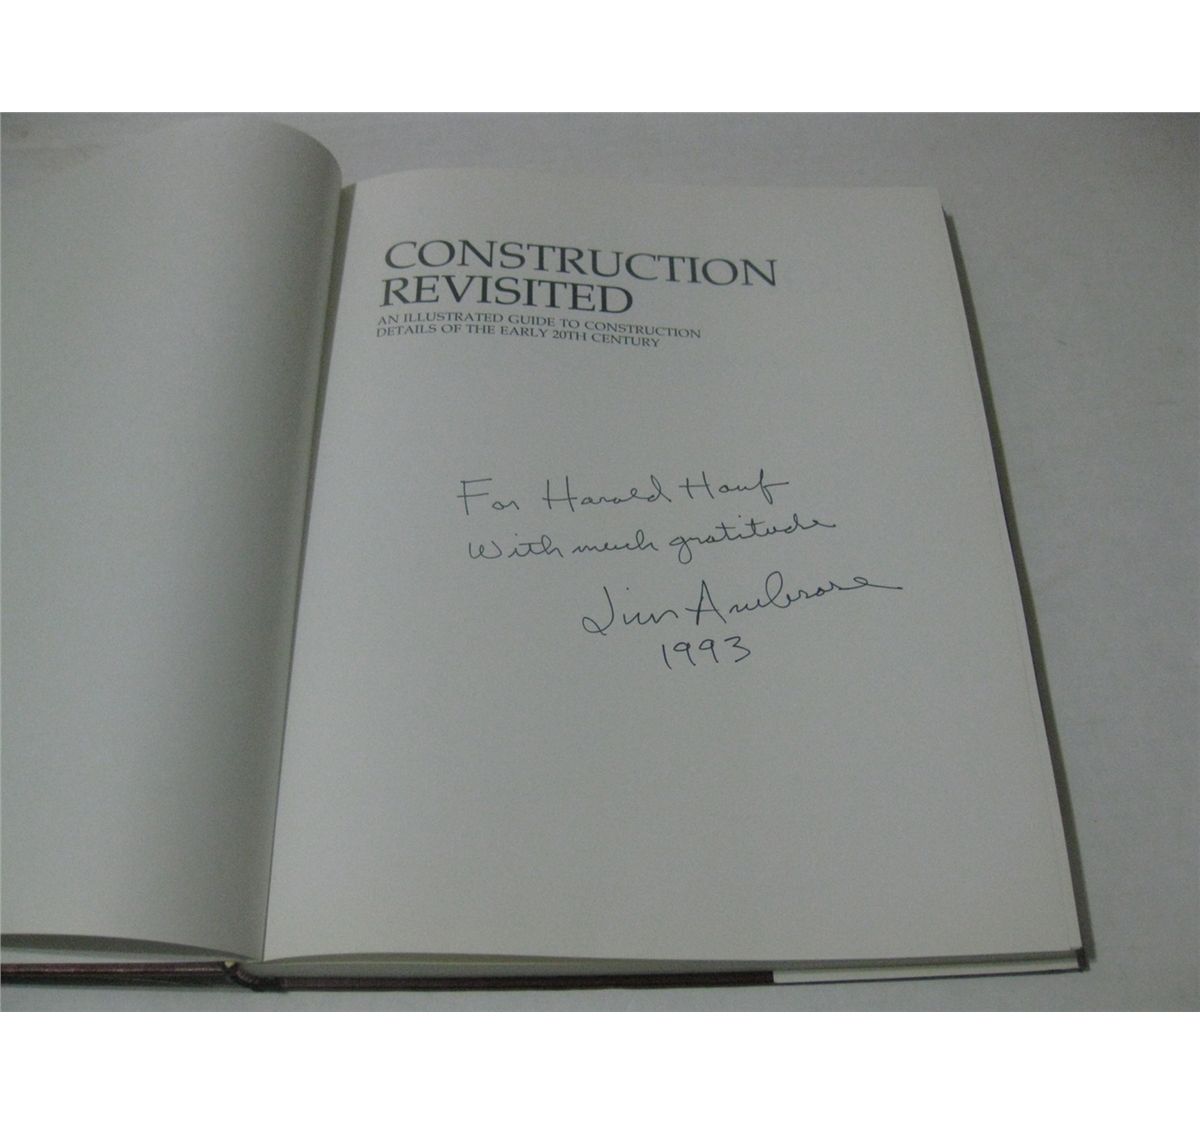 CONSTRUCTION
REVISITED
AN ILLUSTRATED GUIDE TO CONSTRUCTION
DETAILS OF THE EARLY 20TH CENTURY
For Harold Hauf
With much gratitude
Jim Ambrose
1993